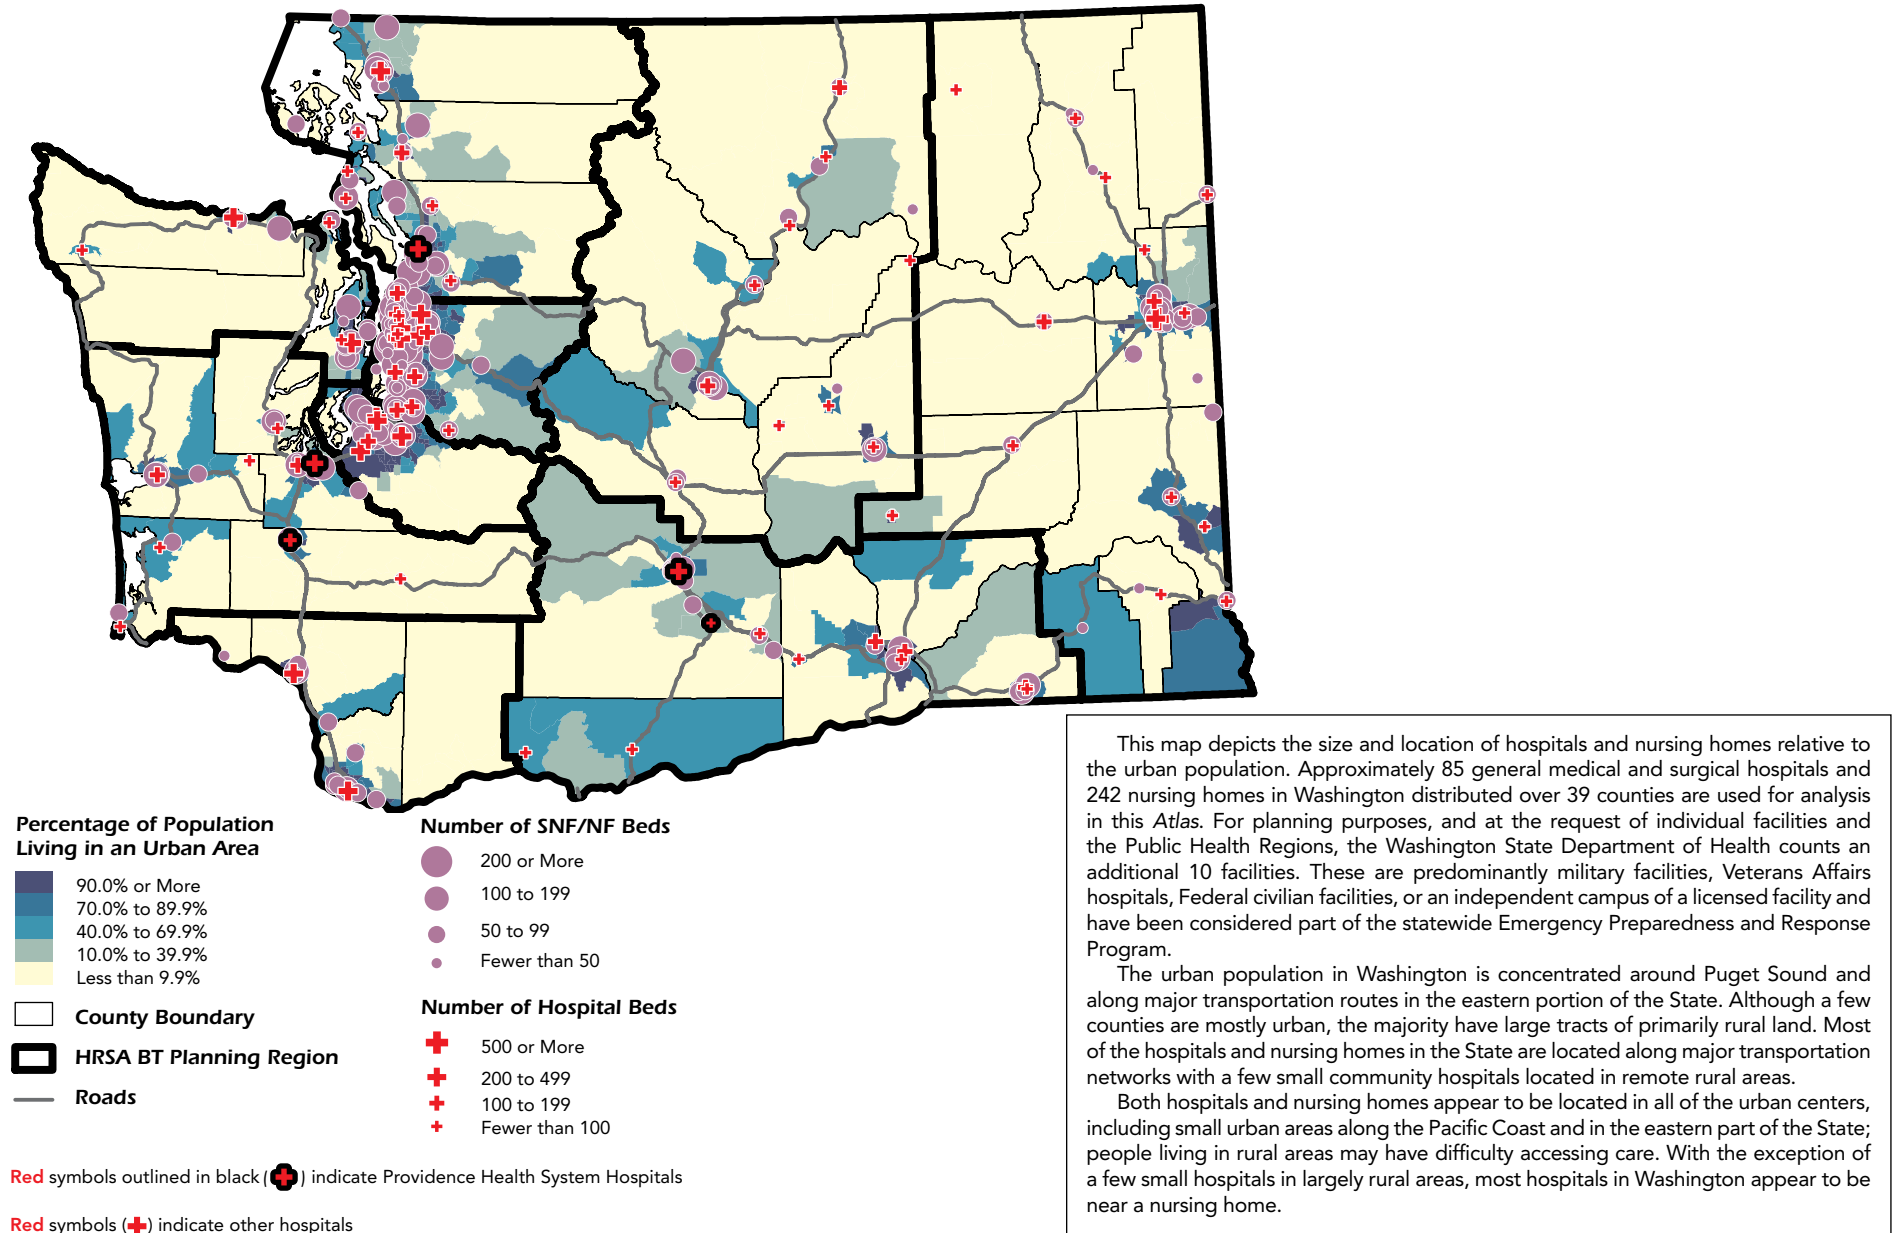 Percentage of Population
Living in an Urban Area
90.0% or More
70.0% to 89.9%
40.0% to 69.9%
10.0% to 39.9%
Less than 9.9%
County Boundary
HRSA BT Planning Region
Roads
Number of SNF/NF Beds
200 or More
100 to 199
50 to 99
Fewer than 50
Number of Hospital Beds
500 or More
200 to 499
100 to 199
Fewer than 100
Red symbols outlined in black ( ) indicate Providence Health System Hospitals
Red symbols ( ) indicate other hospitals
This map depicts the size and location of hospitals and nursing homes relative to
the urban population. Approximately 85 general medical and surgical hospitals and
242 nursing homes in Washington distributed over 39 counties are used for analysis
in this Atlas. For planning purposes, and at the request of individual facilities and
the Public Health Regions, the Washington State Department of Health counts an
additional 10 facilities. These are predominantly military facilities, Veterans Affairs
hospitals, Federal civilian facilities, or an independent campus of a licensed facility and
have been considered part of the statewide Emergency Preparedness and Response
Program.
The urban population in Washington is concentrated around Puget Sound and
along major transportation routes in the eastern portion of the State. Although a few
counties are mostly urban, the majority have large tracts of primarily rural land. Most
of the hospitals and nursing homes in the State are located along major transportation
networks with a few small community hospitals located in remote rural areas.
Both hospitals and nursing homes appear to be located in all of the urban centers,
including small urban areas along the Pacific Coast and in the eastern part of the State;
people living in rural areas may have difficulty accessing care. With the exception of
a few small hospitals in largely rural areas, most hospitals in Washington appear to be
near a nursing home.